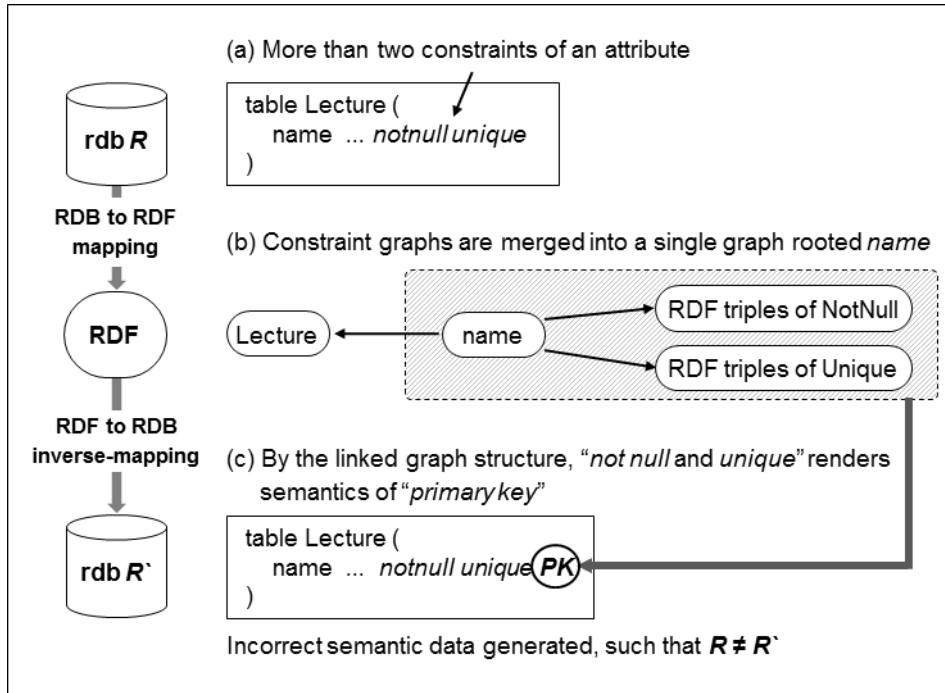 (a) More than two constraints of an attribute
rdb R
table Lecture (
name ... notnull unique
)
RDB to RDF
mapping
(b) Constraint graphs are merged into a single graph rooted name
RDF
Lecture
name
RDF triples of NotNull
RDF triples of Unique
RDF to RDB
inverse-mapping
(c) By the linked graph structure, “not null and unique” renders
semantics of “primary key”
rdb R`
table Lecture (
name ... notnull unique PK
)
Incorrect semantic data generated, such that R ≠ R`